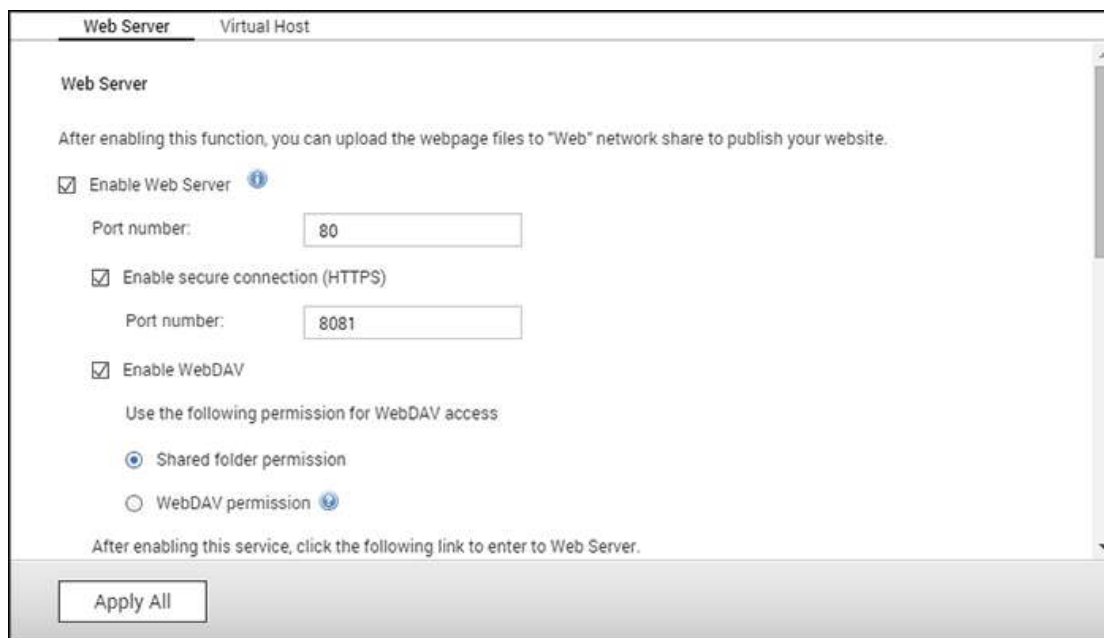 Web Server Virtual Host
Web Server
After enabling this function, you can upload the webpage files to "Web" network share to publish your website.
Enable Web Server
Port number: 80
Enable secure connection (HTTPS)
Port number: 8081
Enable WebDAV
Use the following permission for WebDAV access
Shared folder permission
WebDAV permission
After enabling this service, click the following link to enter to Web Server.
Apply All